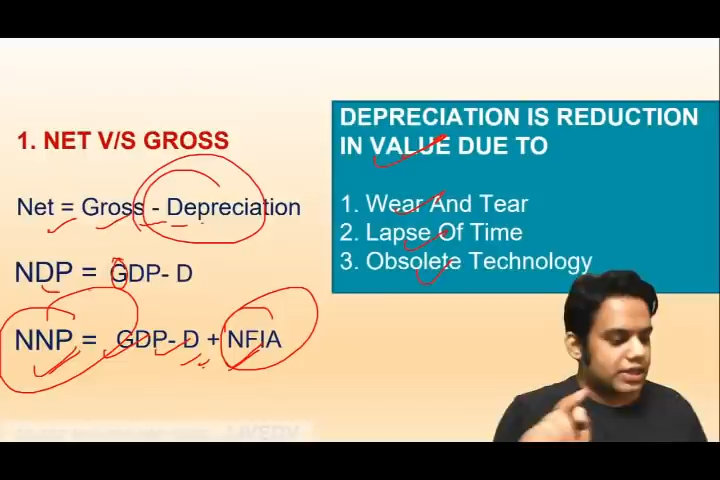 1. NET V/S GROSS
Net = Gross - Depreciation
NDP = GDP- D
NNP = GDP- D + NFIA
DEPRECIATION IS REDUCTION
IN VALUE DUE TO
1. Wear And Tear
2. Lapse Of Time
3. Obsolete Technology